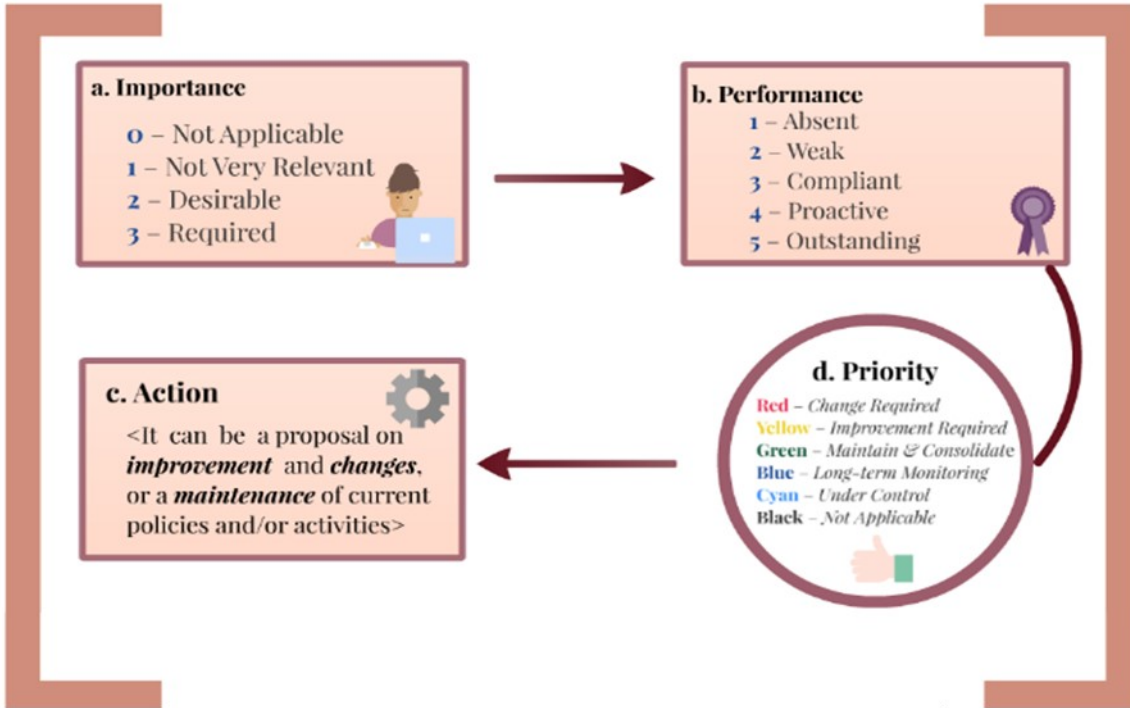 a. Importance
0 – Not Applicable
1 – Not Very Relevant
2 – Desirable
3 – Required
b. Performance
1 – Absent
2 – Weak
3 – Compliant
4 – Proactive
5 – Outstanding
c. Action
<It can be a proposal on
improvement and changes,
or a maintenance of current
policies and/or activities>
d. Priority
Red – Change Required
Yellow – Improvement Required
Green – Maintain & Consolidate
Blue – Long-term Monitoring
Cyan – Under Control
Black – Not Applicable